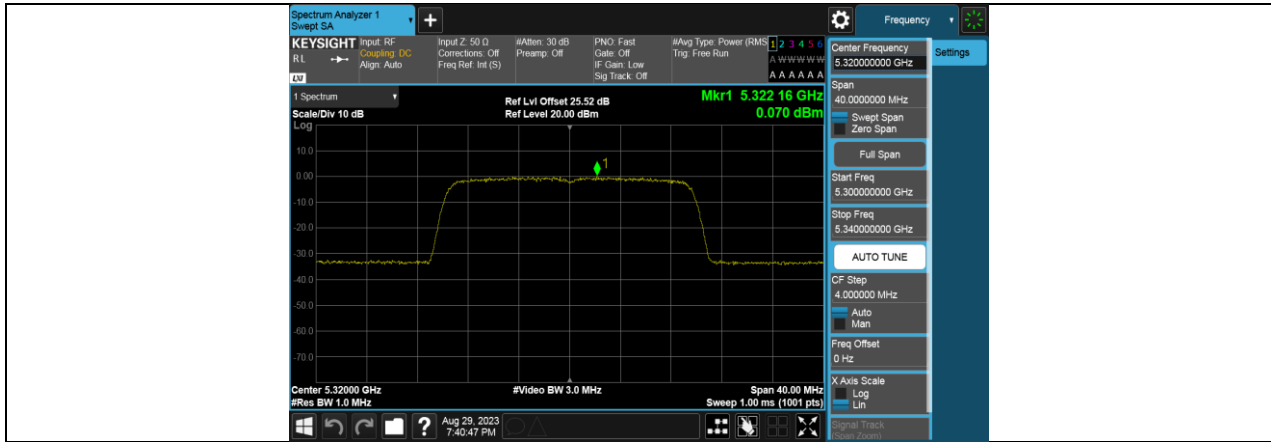 Spectrum Analyzer 1
Swept SA
+
Frequency
KEYSIGHT
RL
LXI
Input: RF
Coupling: DC
Align: Auto
Input Z: 50 Ω
Corrections: Off
Freq Ref: Int (S)
#Atten: 30 dB
Preamp: Off
PNO: Fast
Gate: Off
IF Gain: Low
Sig Track: Off
#Avg Type: Power (RMS
Trig: Free Run
1 2 3 4 5 6
A W W W W W
A A A A A A
1 Spectrum
Scale/Div 10 dB
Ref Lvl Offset 25.52 dB
Ref Level 20.00 dBm
Mkr1 5.322 16 GHz
0.070 dBm
Log
10.0
0.00
-10.0
-20.0
-30.0
-40.0
-50.0
-60.0
-70.0
1
Center 5.32000 GHz
#Res BW 1.0 MHz
#Video BW 3.0 MHz
Span 40.00 MHz
Sweep 1.00 ms (1001 pts)
?
Aug 29, 2023
7:40:47 PM
Center Frequency
5.320000000 GHz
Settings
Span
40.0000000 MHz
Swept Span
Zero Span
Full Span
Start Freq
5.300000000 GHz
Stop Freq
5.340000000 GHz
AUTO TUNE
CF Step
4.000000 MHz
Auto
Man
Freq Offset
0 Hz
X Axis Scale
Log
Lin
Signal Track
(Span Zoom)